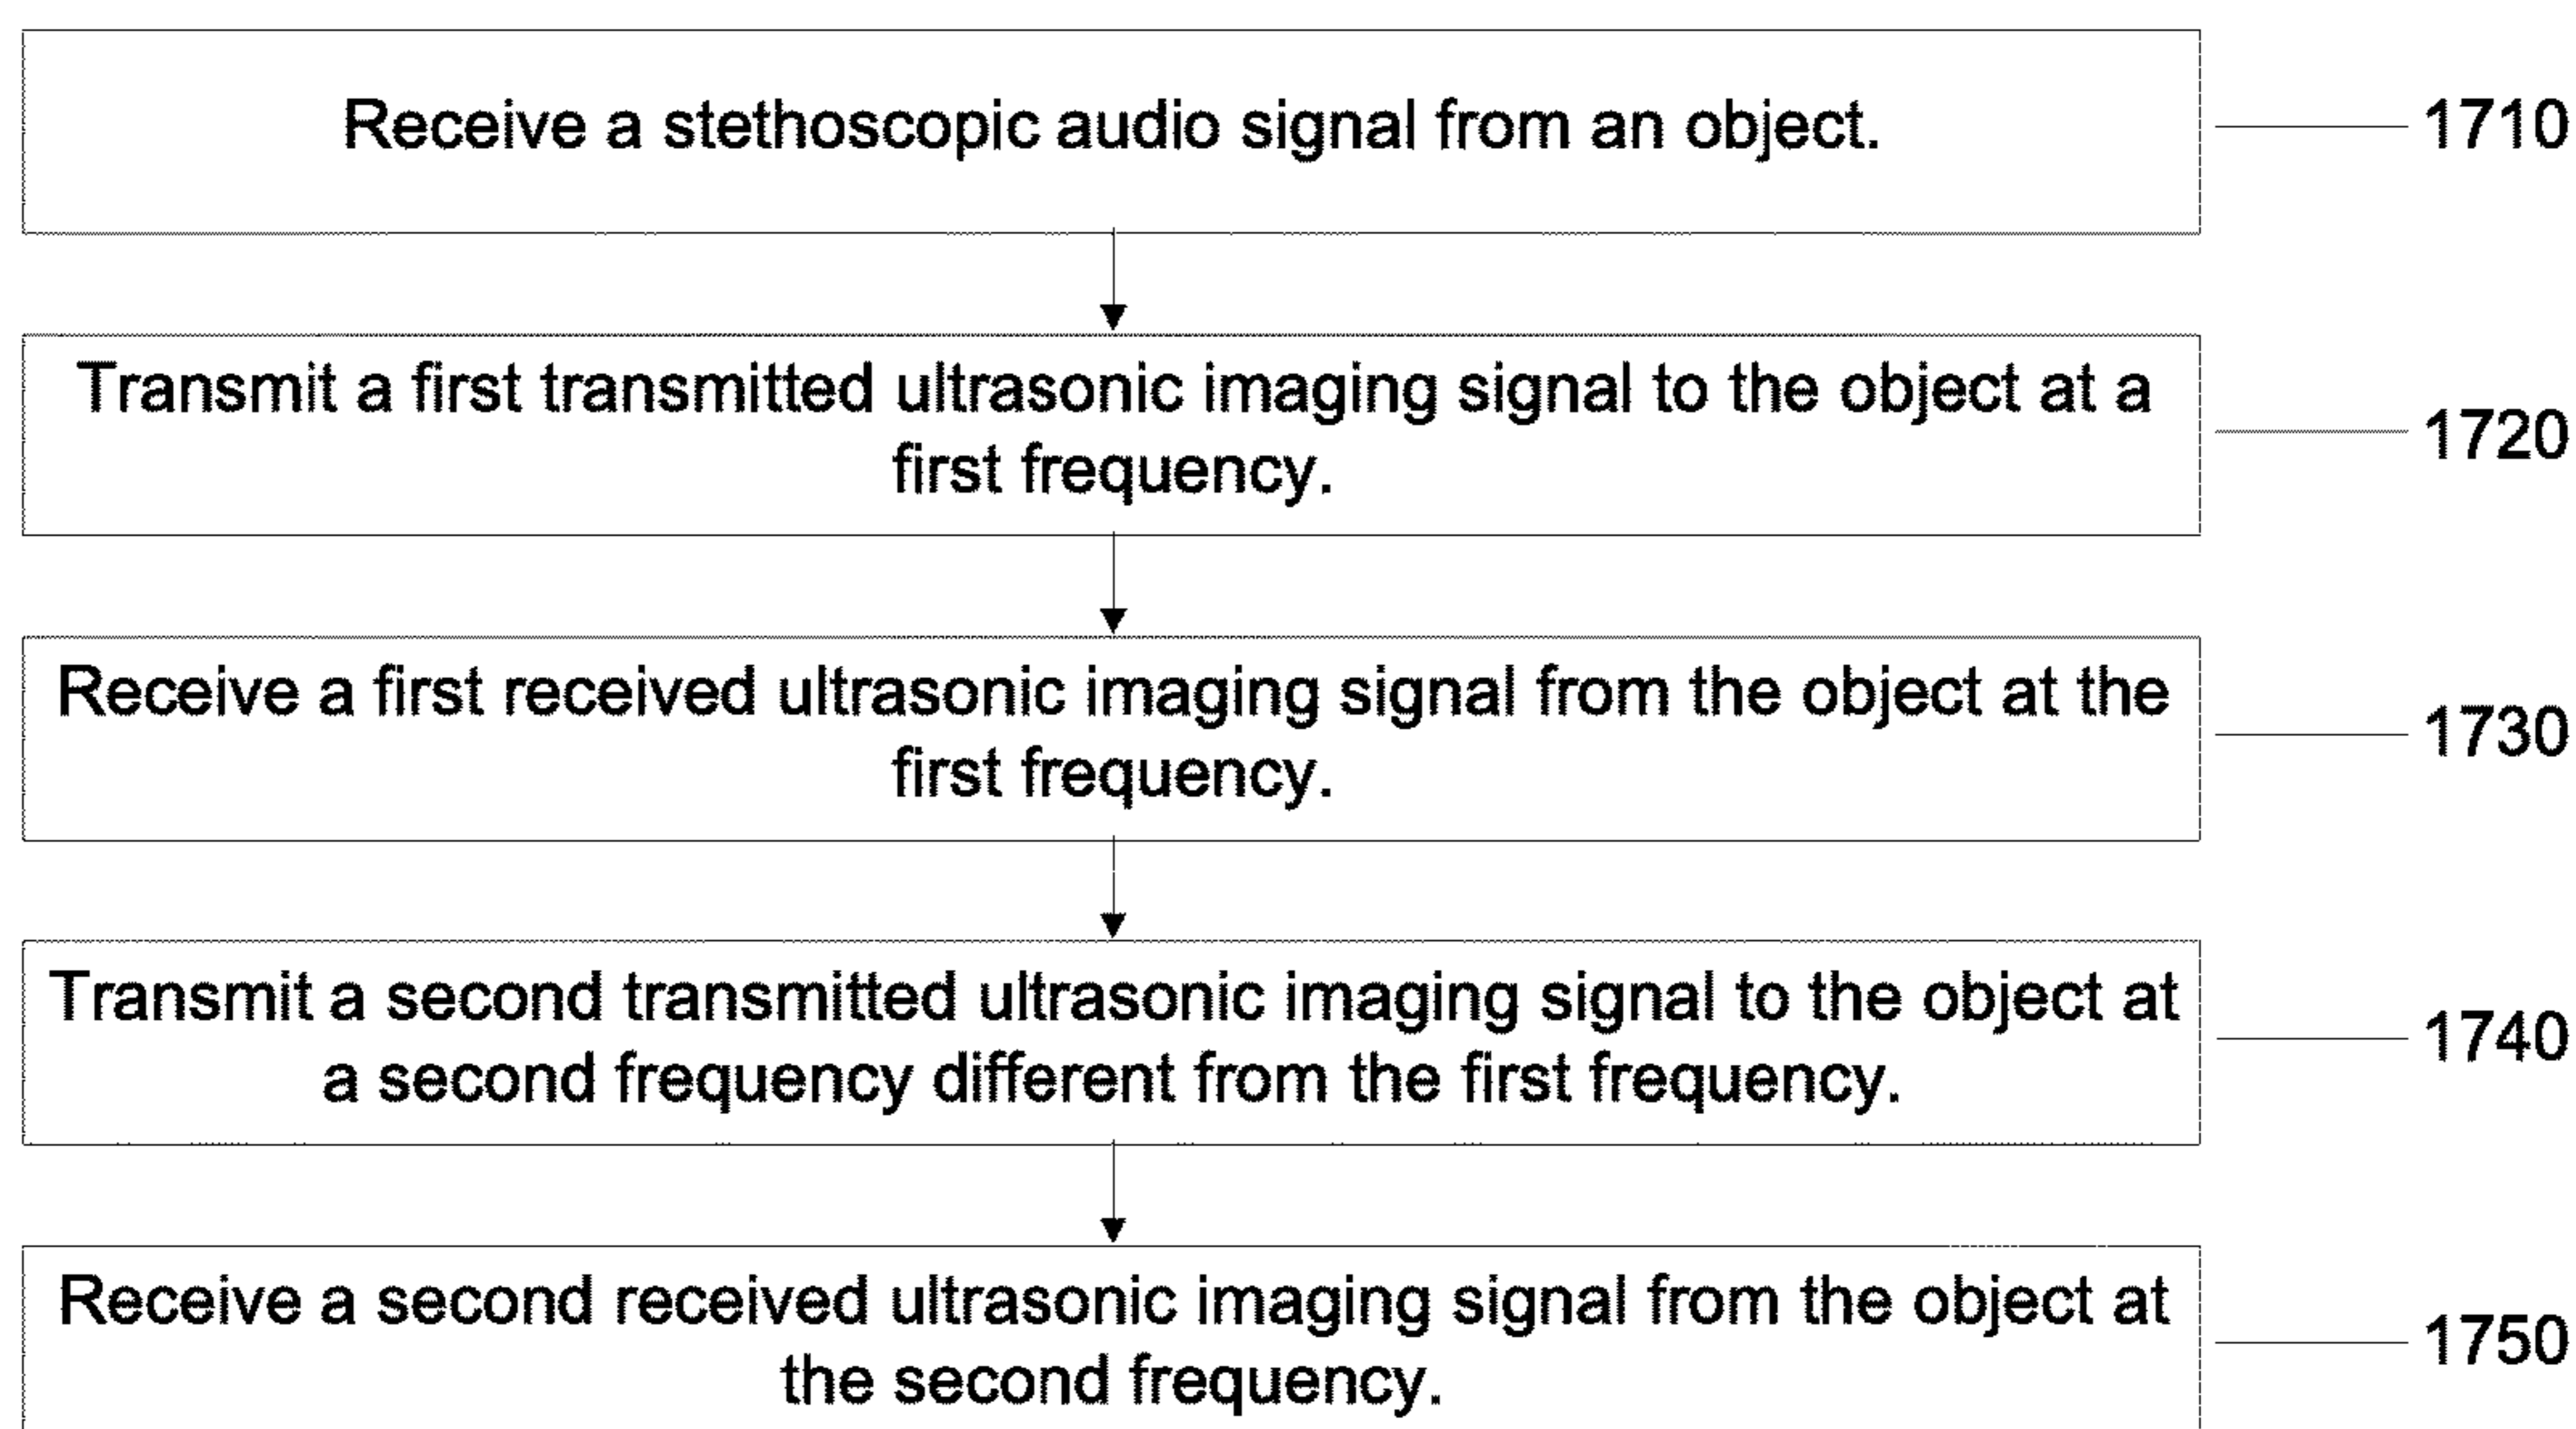 Receive a stethoscopic audio signal from an object.
1710
Transmit a first transmitted ultrasonic imaging signal to the object at a
first frequency.
1720
Receive a first received ultrasonic imaging signal from the object at the
first frequency.
1730
Transmit a second transmitted ultrasonic imaging signal to the object at
a second frequency different from the first frequency.
1740
Receive a second received ultrasonic imaging signal from the object at
the second frequency.
1750